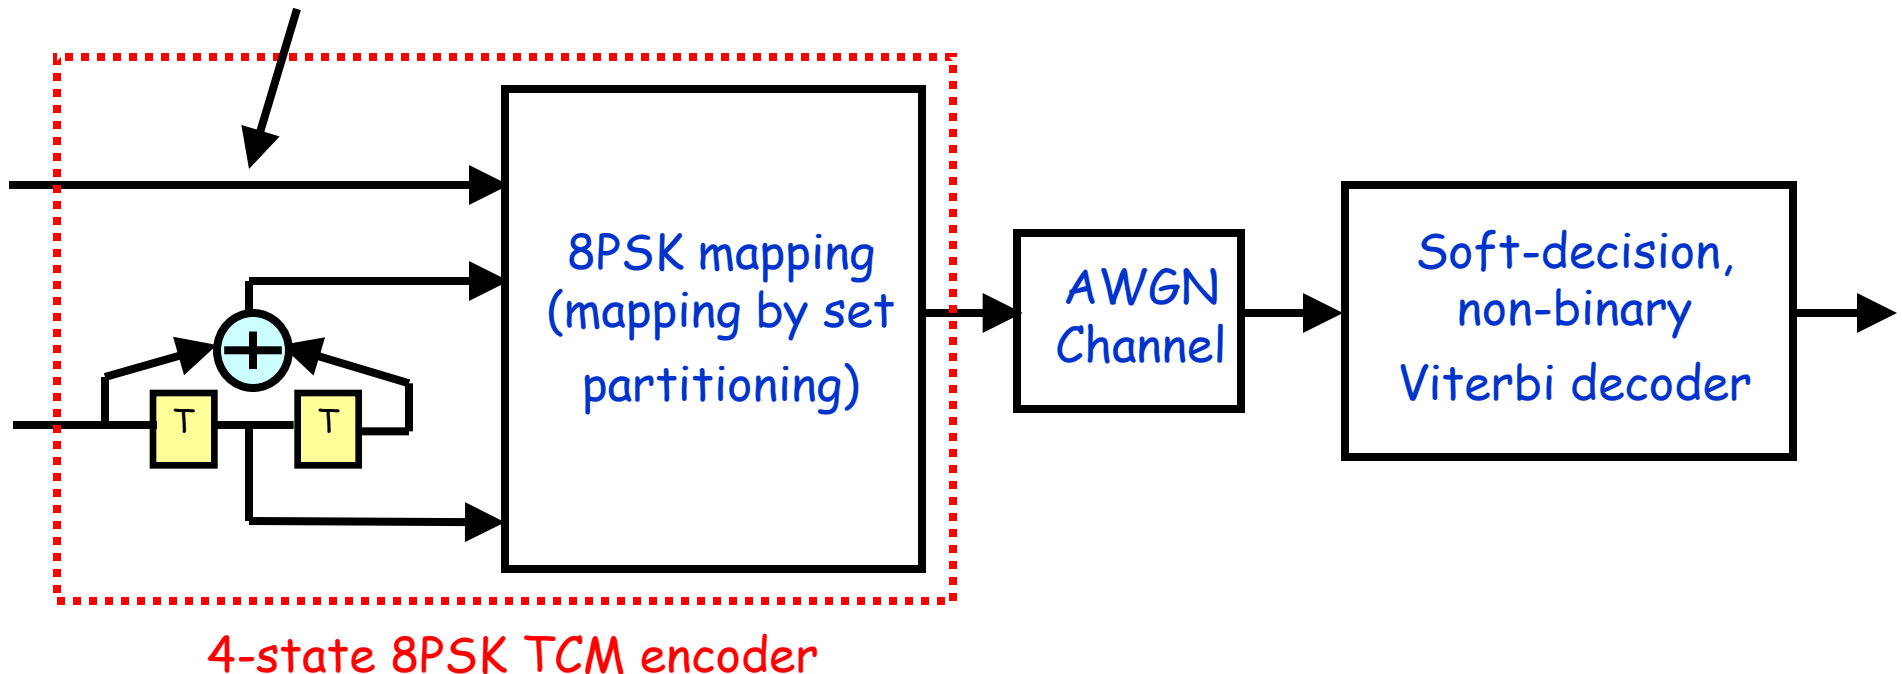 8PSK mapping
(mapping by set
partitioning)
AWGN
Channel
Soft-decision,
non-binary
Viterbi decoder
+
T
T
4-state 8PSK TCM encoder